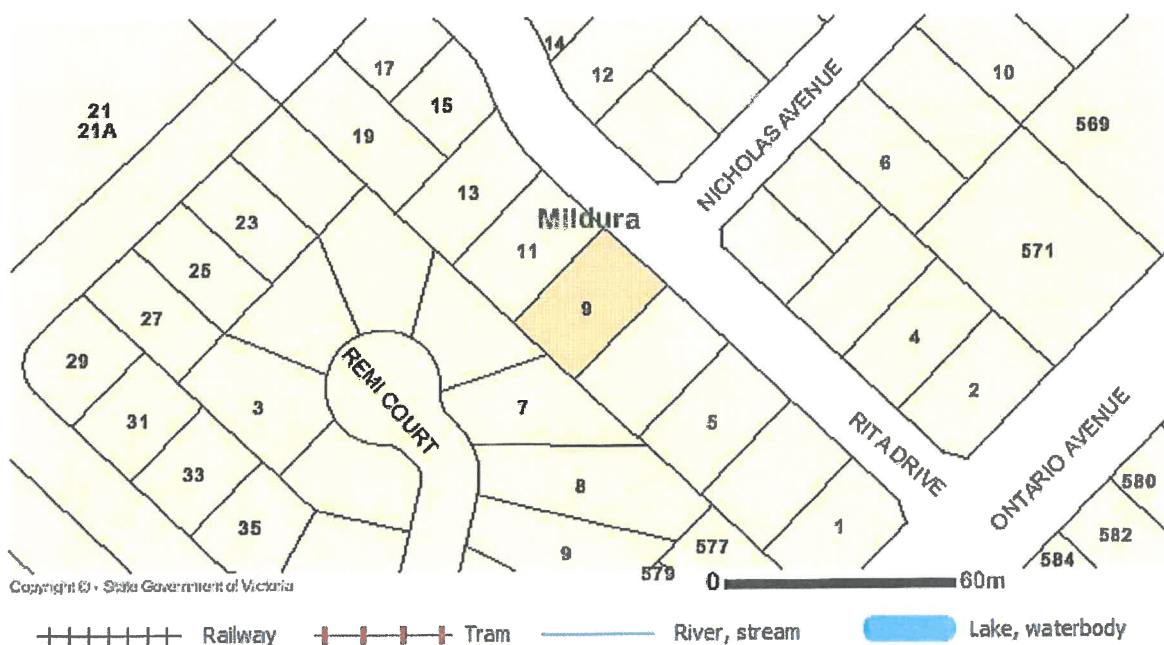 14
17
12
10
21
21A
15
569
19
NICHOLAS AVENUE
6
13
Mildura
23
11
571
25
9
27
4
29
REMI COURT
2
3
7
31
5
RITA DRIVE
ONTARIO AVENUE
33
8
580
35
1
582
9
577
584
579
0
60m
Copyright © - State Government of Victoria
Railway
Tram
River, stream
Lake, waterbody